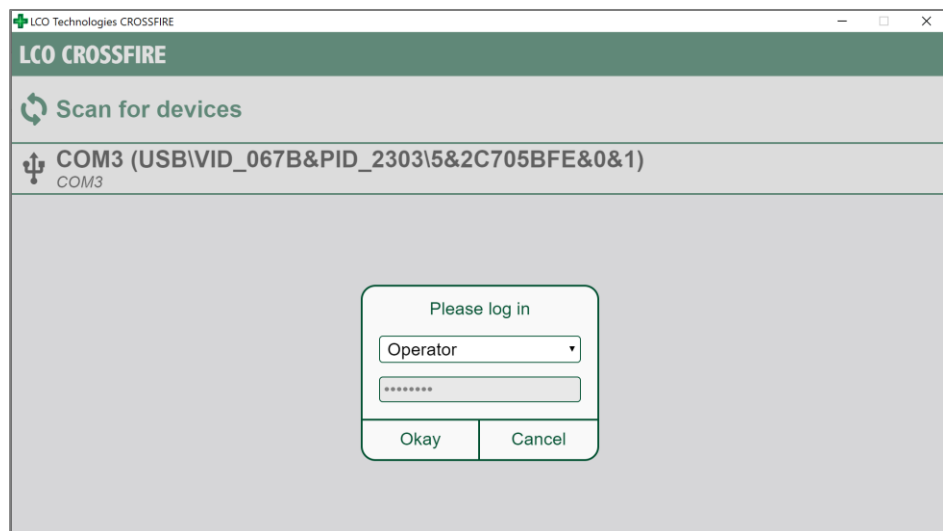 LCO Technologies CROSSFIRE
LCO CROSSFIRE
Scan for devices
COM3 (USB\VID_067B&PID_2303\5&2C705BFE&0&1)
COM3
Please log in
Operator
••••••••
Okay
Cancel